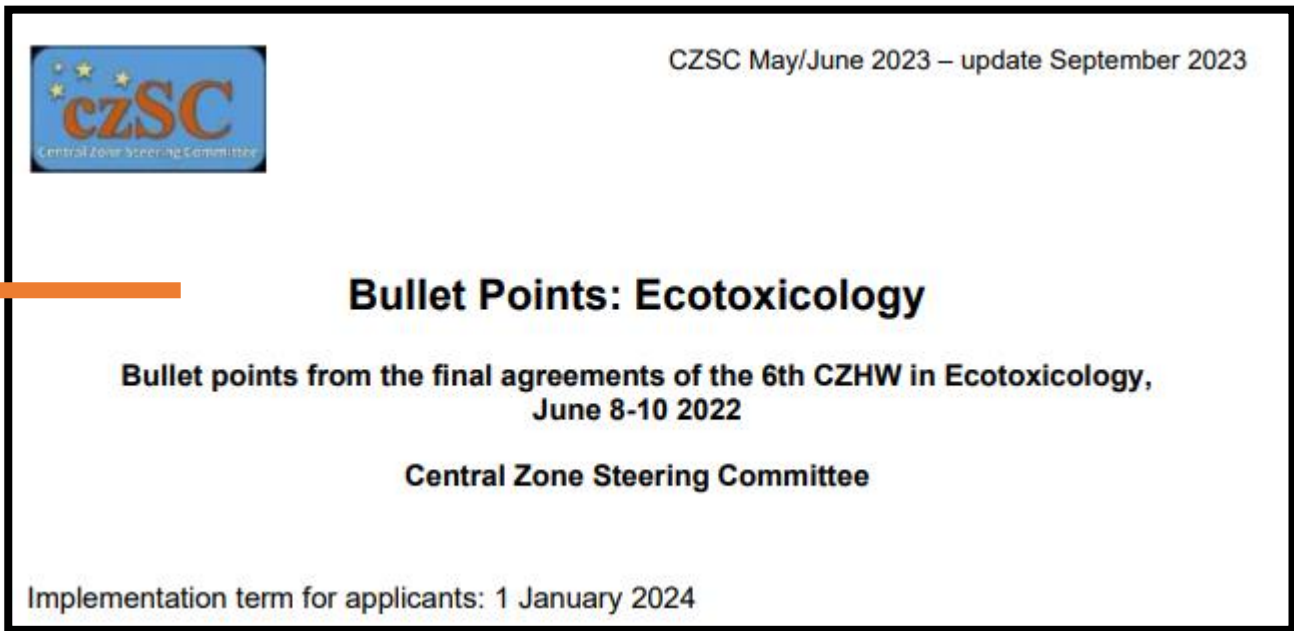 CZSC May/June 2023 – update September 2023
czSC
Central Zone Steering Committee
Bullet Points: Ecotoxicology
Bullet points from the final agreements of the 6th CZHW in Ecotoxicology,
June 8-10 2022
Central Zone Steering Committee
Implementation term for applicants: 1 January 2024